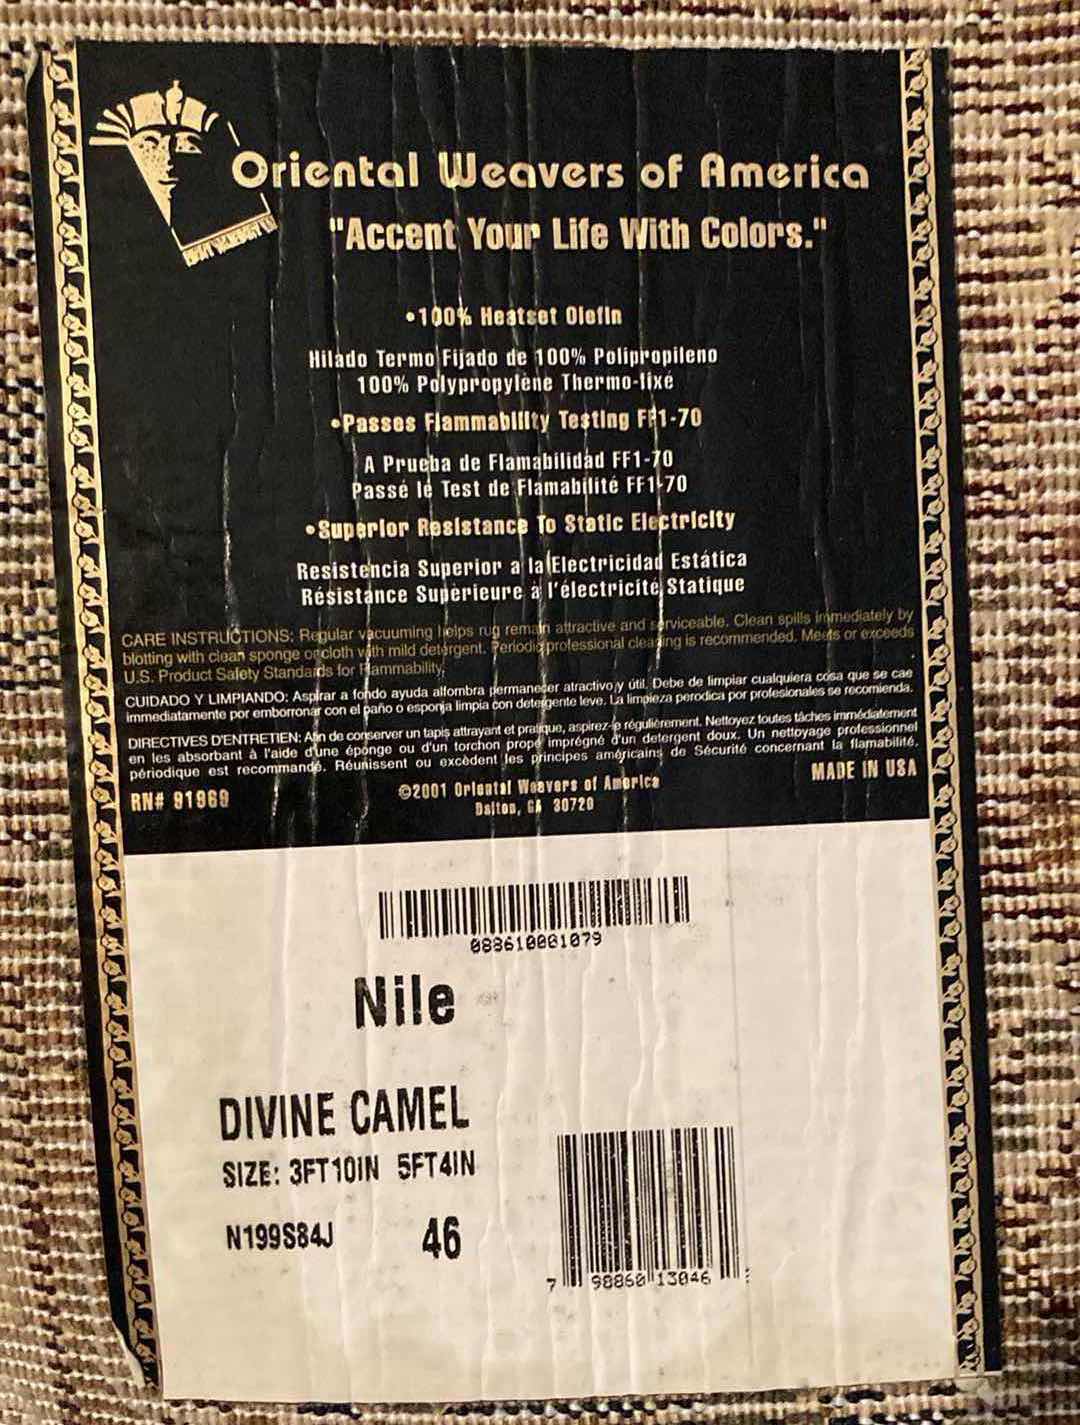 Oriental Weavers of America
"Accent Your Life With Colors."
•100% Heatset Olefin
Hilado Termo Fijado de 100% Polipropileno
100% Polypropylène Thermo-fixé
•Passes Flammability Testing FF1-70
A Prueba de Flamabilidad FF1-70
Passé le Test de Flamabilité FF1-70
•Superior Resistance To Static Electricity
Resistencia Superior a la Electricidad Estática
Résistance Supèrieure a l'électricité Statique
CARE INSTRUCTIONS: Regular vacuuming helps rug remain attractive and serviceable. Clean spills immediately by
blotting with clean sponge or cloth with mild detergent. Periodic professional cleaning is recommended. Meets or exceeds
U.S. Product Safety Standards for Flammability.
CUIDADO Y LIMPIANDO: Aspirar a fondo ayuda alfombra permanecer atractivo y útil. Debe de limpiar cualquiera cosa que se cae
immediatamente por emborronar con el paño o esponja limpia con detergente leve. La limpieza perodica por profesionales se recomienda.
DIRECTIVES D'ENTRETIEN: Afin de conserver un tapis attrayant et pratique, aspirez-le régulièrement. Nettoyez toutes tâches immédiatement
en les absorbant à l'aide d'une éponge ou d'un torchon prope imprégné d'un detergent doux. Un nettoyage professionnel
périodique est recommandé. Réunissent ou excèdent les principes américains de Sécurité concernant la flamabilité.
RN# 91969
©2001 Oriental Weavers of America
Dalton, GA 30720
MADE IN USA
088610001079
Nile
DIVINE CAMEL
SIZE: 3FT10IN 5FT4IN
N199S84J 46
7 98860 13046